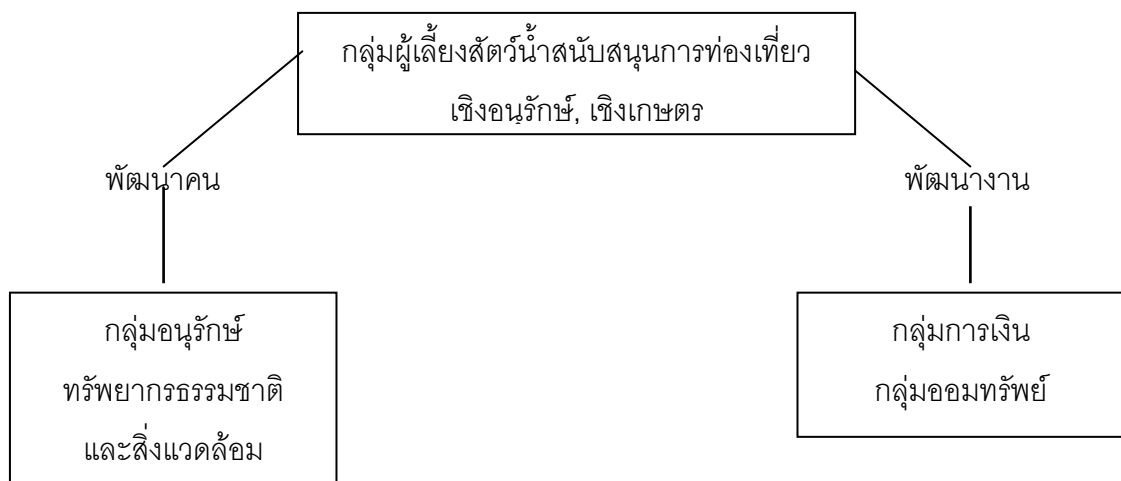 กลุ่มผู้เลี้ยงสัตว์น้ำสนับสนุนการท่องเที่ยว
เชิงอนุรักษ์, เชิงเกษตร
พัฒนาคน
พัฒนางาน
กลุ่มอนุรักษ์
ทรัพยากรธรรมชาติ
และสิ่งแวดล้อม
กลุ่มการเงิน
กลุ่มออมทรัพย์